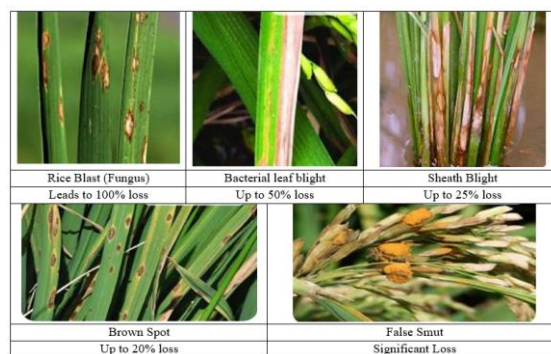 Rice Blast (Fungus)
Bacterial leaf blight
Sheath Blight
Leads to 100% loss
Up to 50% loss
Up to 25% loss
Brown Spot
False Smut
Up to 20% loss
Significant Loss